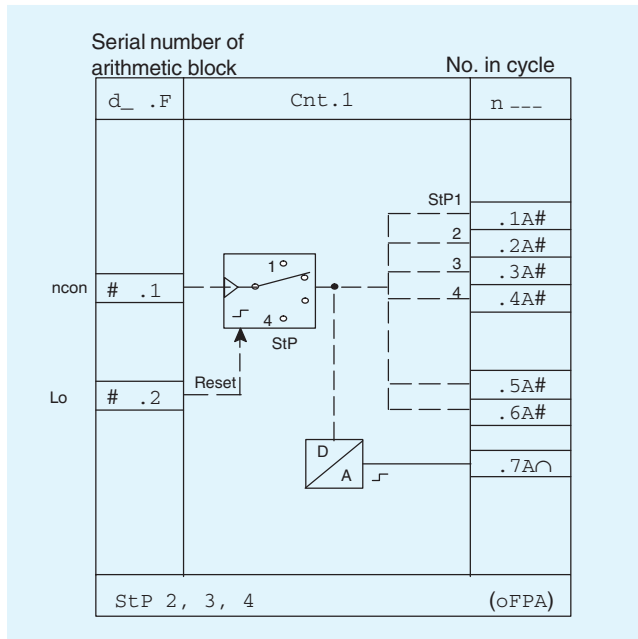 Serial number of
arithmetic block
No. in cycle
d_ .F
Cnt.1
n ---
StP1
.1A#
2
.2A#
3
.3A#
4
.4A#
ncon
# .1
1
4
StP
Lo
# .2
Reset
.5A#
.6A#
D
A
.7A∩
StP 2, 3, 4
(oFPA)